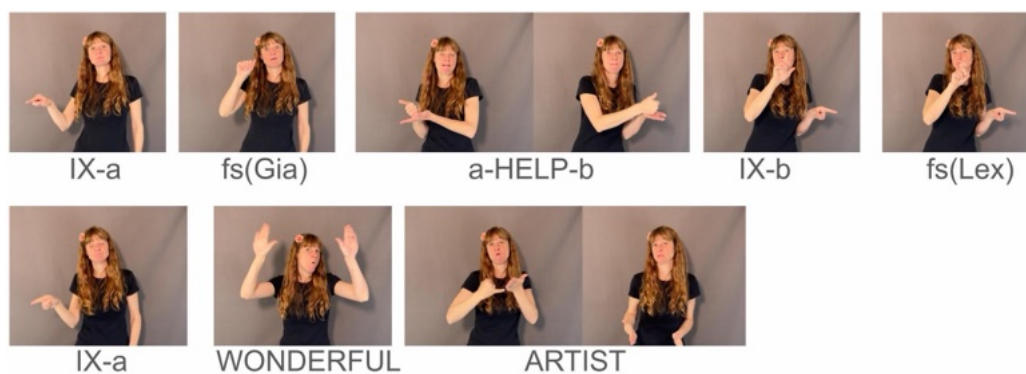 IX-a fs(Gia) a-HELP-b IX-b fs(Lex)
IX-a WONDERFUL ARTIST